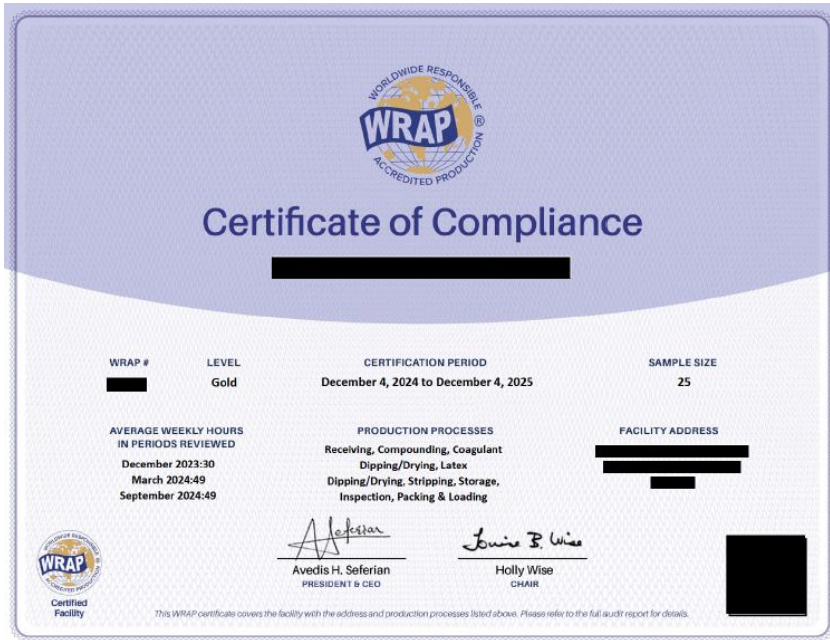 WORLDWIDE RESPONSIBLE
WRAP
®
ACCREDITED PRODUCTION
Certificate of Compliance
WRAP #
LEVEL
Gold
CERTIFICATION PERIOD
December 4, 2024 to December 4, 2025
SAMPLE SIZE
25
AVERAGE WEEKLY HOURS
IN PERIODS REVIEWED
December 2023:30
March 2024:49
September 2024:49
PRODUCTION PROCESSES
Receiving, Compounding, Coagulant
Dipping/Drying, Latex
Dipping/Drying, Stripping, Storage,
Inspection, Packing & Loading
FACILITY ADDRESS
WORLDWIDE RESPONSIBLE
WRAP
ACCREDITED PRODUCTION
Certified
Facility
Avedis H. Seferian
PRESIDENT & CEO
Holly Wise
CHAIR
This WRAP certificate covers the facility with the address and production processes listed above. Please refer to the full audit report for details.